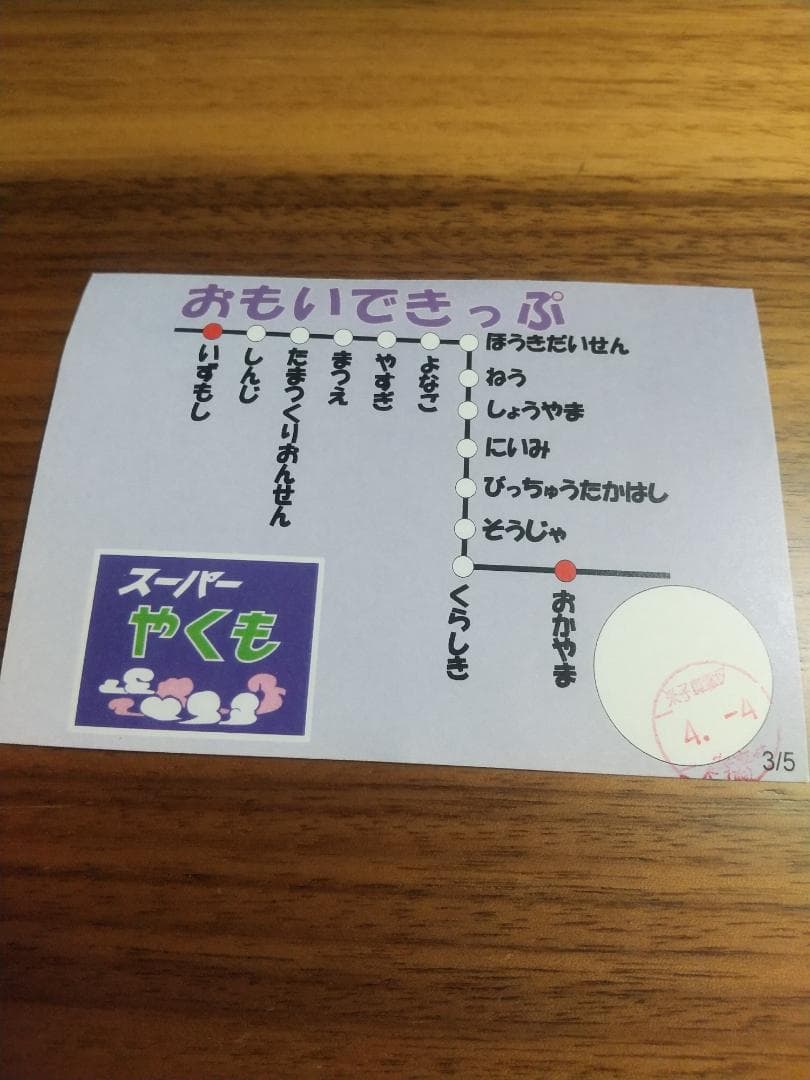 おもいできっぷ
いずもし
しんじ
たまつくりおんせん
まつえ
やすぎ
よなご
ほうきだいせん
ねう
しょうやま
にいみ
びっちゅうたかはし
そうじゃ
くらしき
おかやま
スーパー
やくも
4. -4
3/5